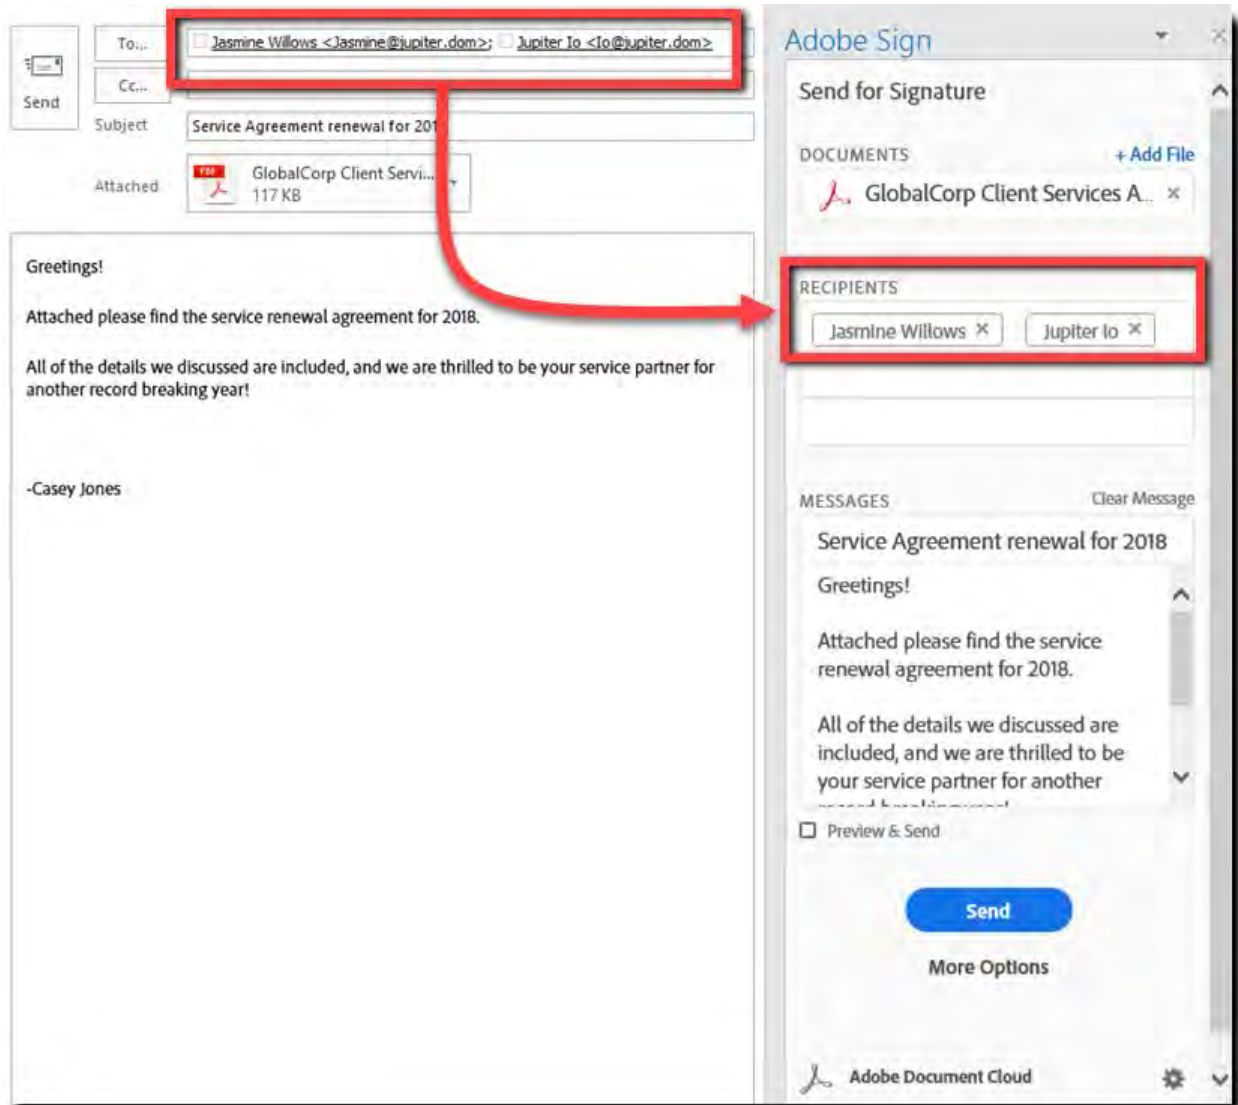 To...
Jasmine Willows <Jasmine@jupiter.dom>; Jupiter Io <Io@jupiter.dom>
Cc...
Send
Subject
Service Agreement renewal for 201
Attached
GlobalCorp Client Servi...
117 KB
Greetings!
Attached please find the service renewal agreement for 2018.
All of the details we discussed are included, and we are thrilled to be your service partner for
another record breaking year!
-Casey Jones
Adobe Sign
Send for Signature
DOCUMENTS
+ Add File
GlobalCorp Client Services A...
RECIPIENTS
Jasmine Willows × Jupiter Io ×
MESSAGES
Clear Message
Service Agreement renewal for 2018
Greetings!
Attached please find the service
renewal agreement for 2018.
All of the details we discussed are
included, and we are thrilled to be
your service partner for another
Preview & Send
Send
More Options
Adobe Document Cloud